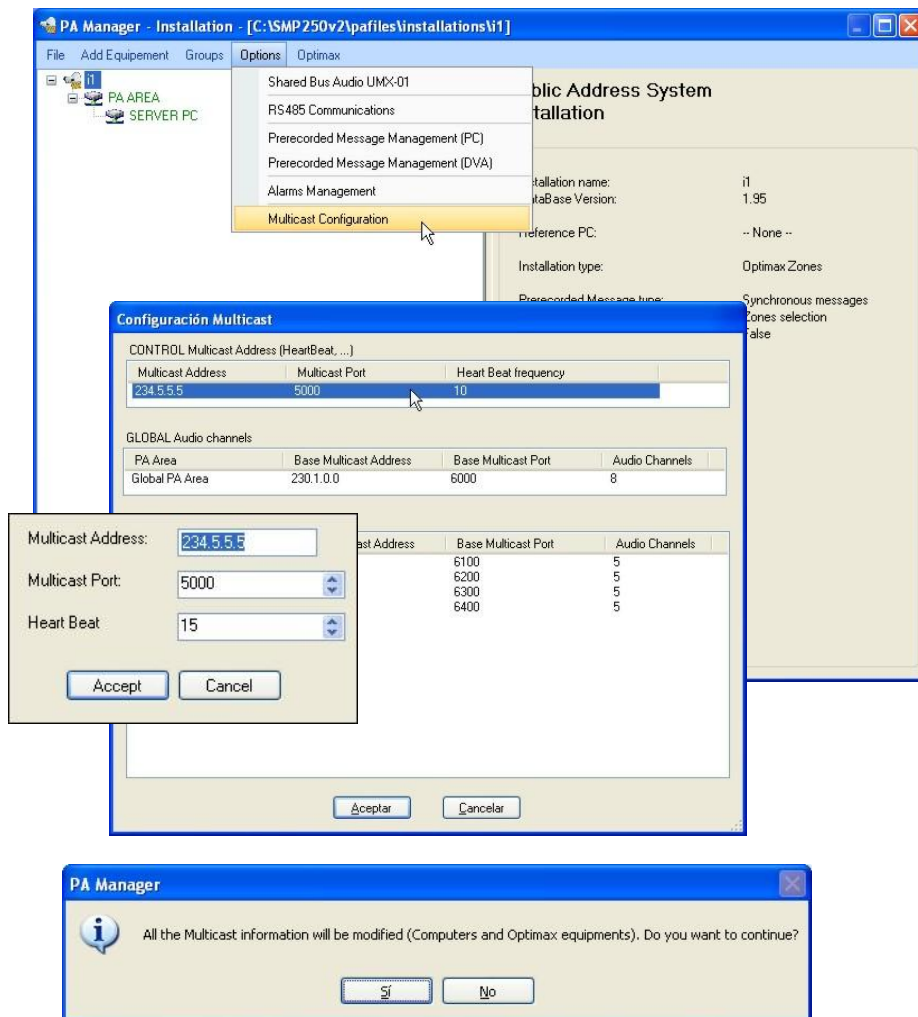 PA Manager - Installation - [C:\SMP250v2\pafiles\installations\i1]
File Add Equipement Groups Options Optimax
i1
PA AREA
SERVER PC
Shared Bus Audio UMX-01
RS485 Communications
Prerecorded Message Management (PC)
Prerecorded Message Management (DVA)
Alarms Management
Multicast Configuration
blic Address System
tallation
tallation name: i1
taBase Version: 1.95
Reference PC: -- None --
Installation type: Optimax Zones
Prerecorded Message type: Synchronous messages
Zones selection
alse
Configuración Multicast
CONTROL Multicast Address (HeartBeat, ...)
Multicast Address Multicast Port Heart Beat frequency
234.5.5.5 5000 10
GLOBAL Audio channels
PA Area Base Multicast Address Base Multicast Port Audio Channels
Global PA Area 230.1.0.0 6000 8
ast Address Base Multicast Port Audio Channels
6100 5
6200 5
6300 5
6400 5
Multicast Address: 234.5.5.5
Multicast Port: 5000
Heart Beat 15
Accept Cancel
Aceptar Cancelar
PA Manager
All the Multicast information will be modified (Computers and Optimax equipments). Do you want to continue?
Sí No